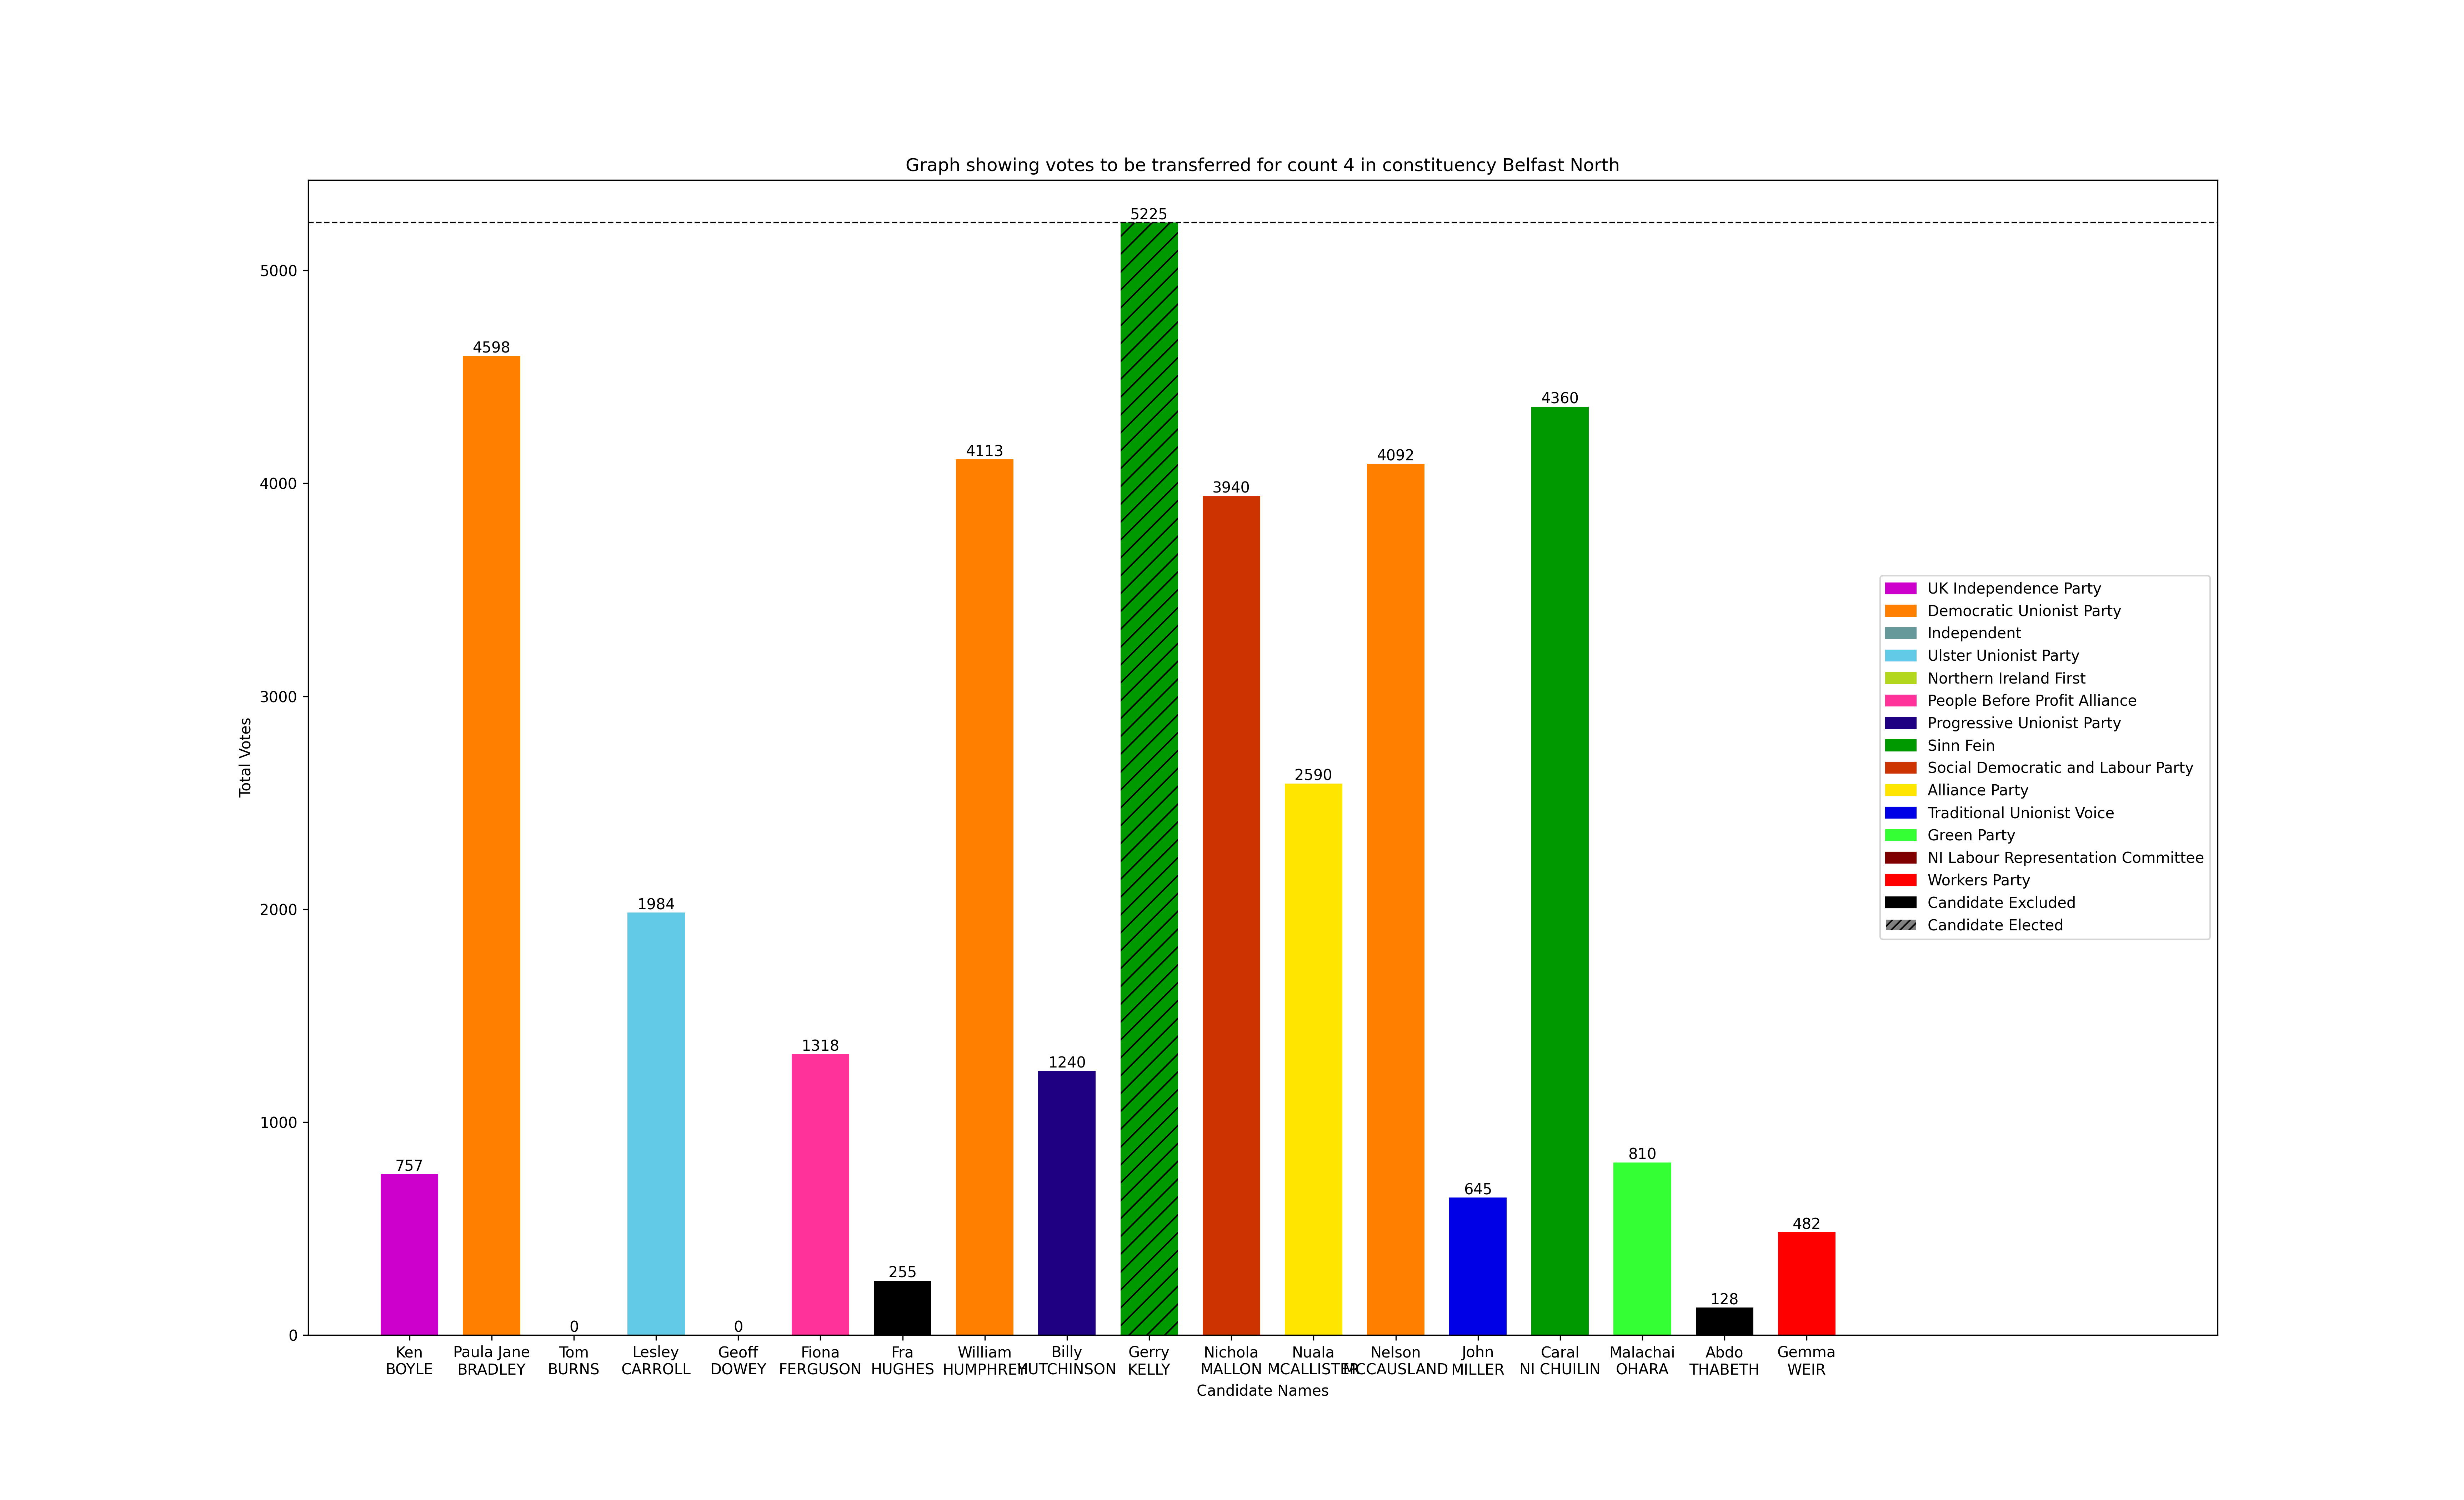 Graph showing votes to be transferred for count 4 in constituency Belfast North
5225
5000
4598
4360
4113
4092
4000
3940
3000
2590
2000
1984
1318
1240
1000
810
757
645
482
255
128
0
0
0
Total Votes
UK Independence Party
Democratic Unionist Party
Independent
Ulster Unionist Party
Northern Ireland First
People Before Profit Alliance
Progressive Unionist Party
Sinn Fein
Social Democratic and Labour Party
Alliance Party
Traditional Unionist Voice
Green Party
NI Labour Representation Committee
Workers Party
Candidate Excluded
Candidate Elected
Ken
BOYLE
Paula Jane
BRADLEY
Tom
BURNS
Lesley
CARROLL
Geoff
DOWEY
Fiona
FERGUSON
Fra
HUGHES
William
HUMPHREY
Billy
HUTCHINSON
Gerry
KELLY
Nichola
MALLON
Nuala
MCALLISTER
Nelson
MCCAUSLAND
John
MILLER
Caral
NI CHUILIN
Malachai
OHARA
Abdo
THABETH
Gemma
WEIR
Candidate Names